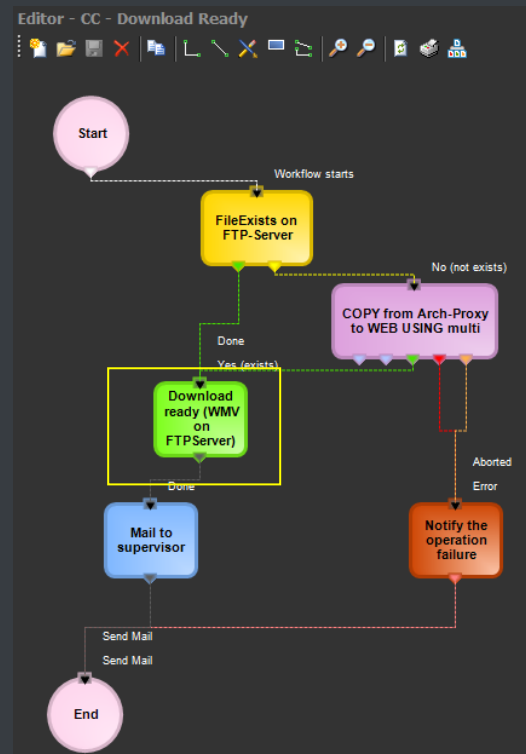 Editor - CC - Download Ready
Start
Workflow starts
FileExists on
FTP-Server
No (not exists)
COPY from Arch-Proxy
to WEB USING multi
Done
Yes (exists)
Download
ready (WMV
on
FTPServer)
Done
Aborted
Error
Mail to
supervisor
Notify the
operation
failure
Send Mail
Send Mail
End